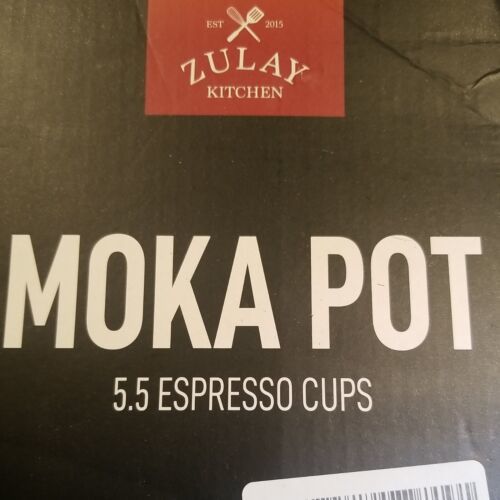 EST 2015
ZULAY
KITCHEN
MOKA POT
5.5 ESPRESSO CUPS